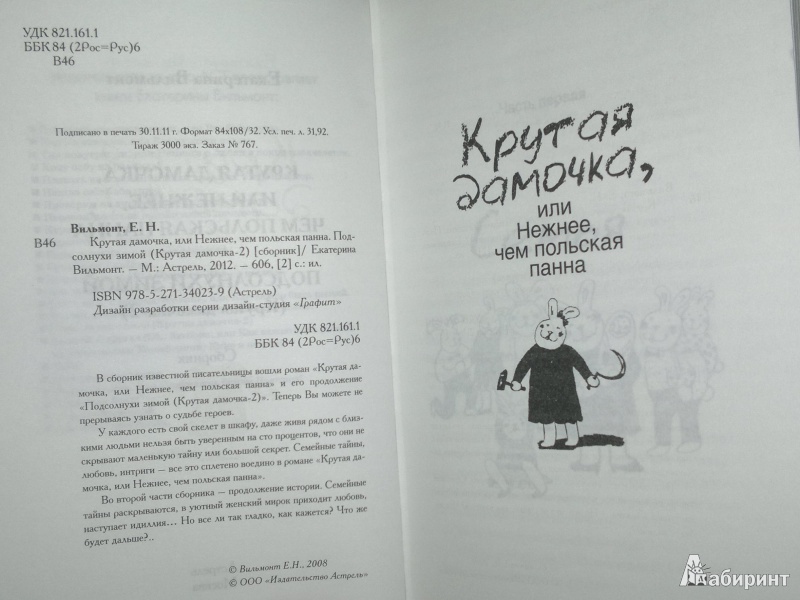 УДК 821.161.1
ББК 84 (2Рос=Рус)6
В46
Подписано в печать 30.11.11 г. Формат 84х108/32. Усл. печ. л. 31,92.
Тираж 3000 экз. Заказ № 767.
Вильмонт, Е. Н.
В46 Крутая дамочка, или Нежнее, чем польская панна. Под-
солнухи зимой (Крутая дамочка-2) [сборник]/ Екатерина
Вильмонт. — М.: Астрель, 2012. — 606, [2] с.: ил.
ISBN 978-5-271-34023-9 (Астрель)
Дизайн разработки серии дизайн-студия «Графит»
УДК 821.161.1
ББК 84 (2Рос=Рус)6
В сборник известной писательницы вошли роман «Крутая да-
мочка, или Нежнее, чем польская панна» и его продолжение
«Подсолнухи зимой (Крутая дамочка-2)». Теперь Вы можете не
прерываясь узнать о судьбе героев.
У каждого есть свой скелет в шкафу, даже живя рядом с близ-
кими людьми нельзя быть уверенным на сто процентов, что они не
скрывают маленькую тайну или большой секрет. Семейные тайны,
любовь, интриги — все это сплетено воедино в романе «Крутая да-
мочка, или Нежнее, чем польская панна».
Во второй части сборника — продолжение истории. Семейные
тайны раскрываются, в уютный женский мирок приходит любовь,
наступает идиллия... Но все ли так гладко, как кажется? Что же
будет дальше?..
© Вильмонт Е.Н., 2008
© ООО «Издательство Астрель»
Крутая
дамочка,
или
Нежнее,
чем польская
панна
Лабиринт